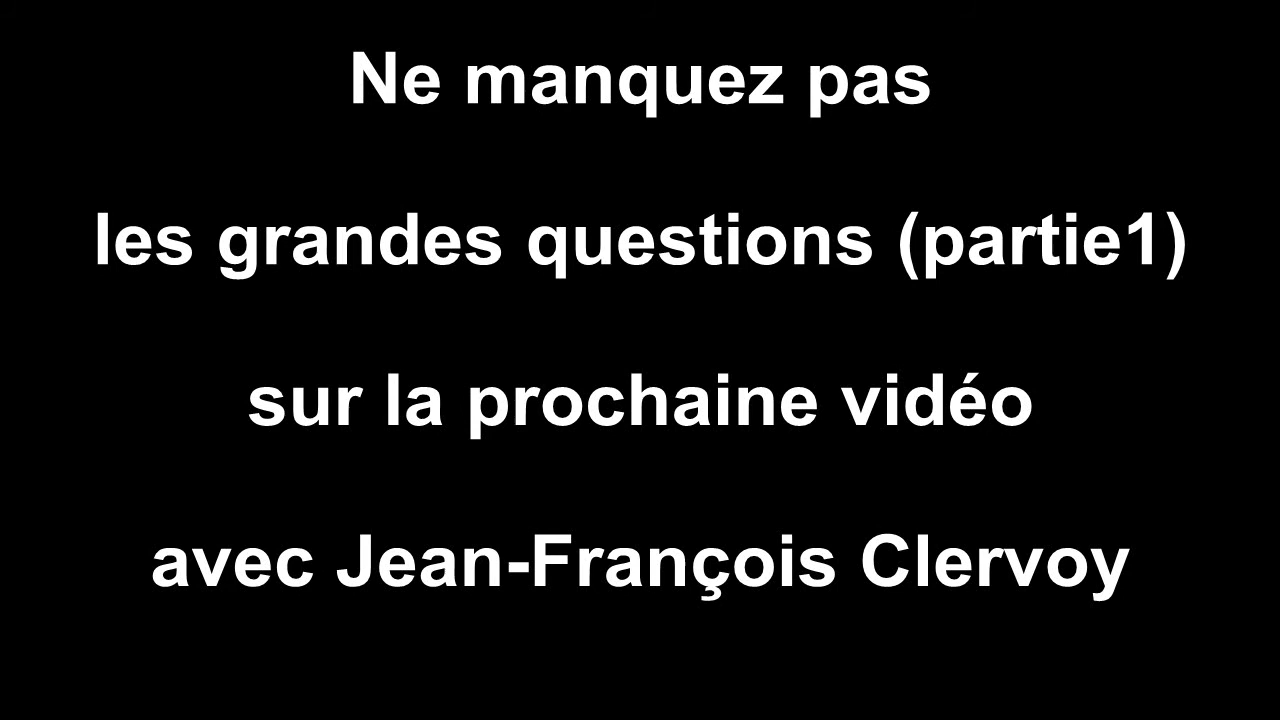 Ne manquez pas
les grandes questions (partie1)
sur la prochaine vidéo
avec Jean-François Clervoy